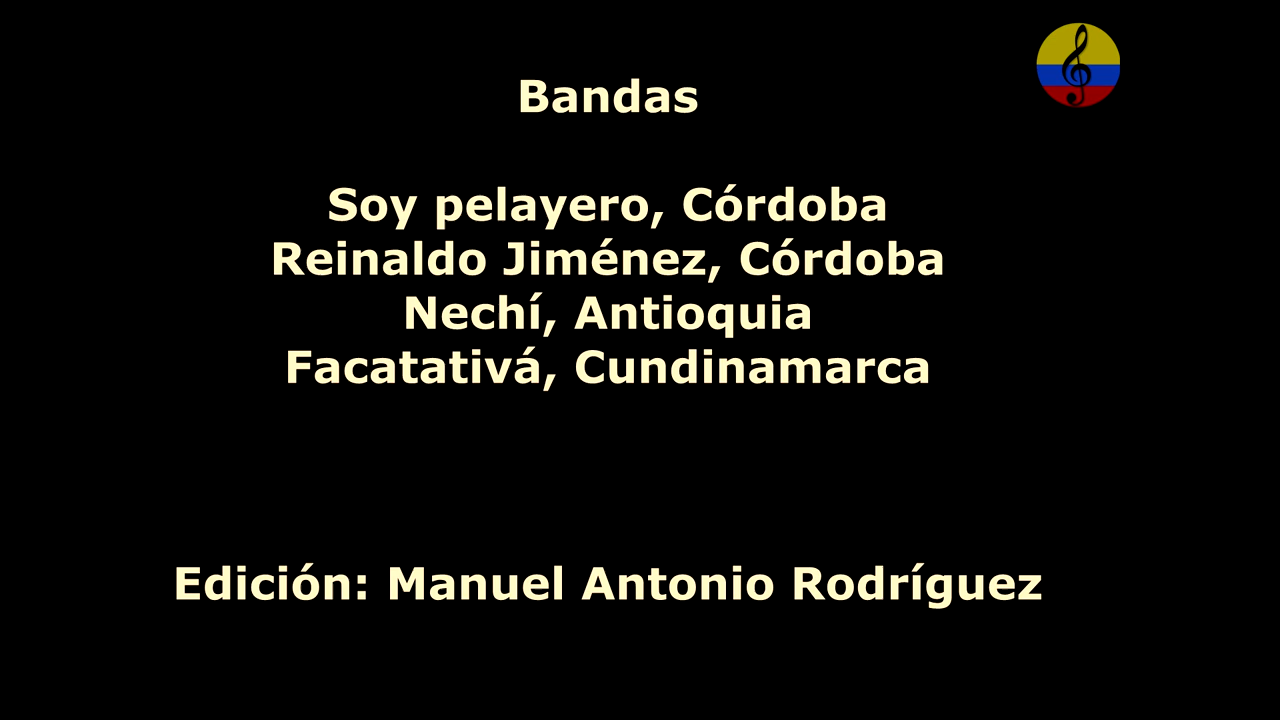 Bandas
Soy pelayero, Córdoba
Reinaldo Jiménez, Córdoba
Nechí, Antioquia
Facatativá, Cundinamarca
Edición: Manuel Antonio Rodríguez